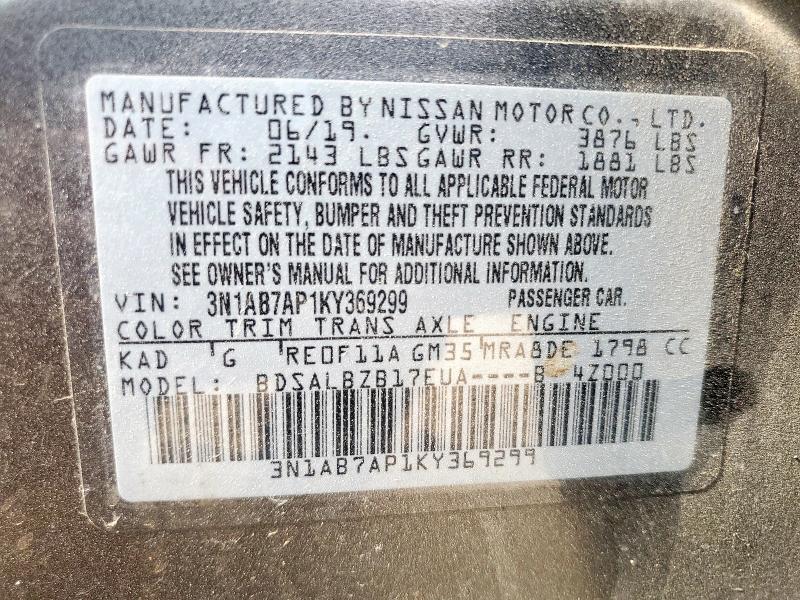 MANUFACTURED BY NISSAN MOTOR CO., LTD.
DATE: 06/19. GVWR: 3876 LBS
GAWR FR: 2143 LBS GAWR RR: 1881 LBS
THIS VEHICLE CONFORMS TO ALL APPLICABLE FEDERAL MOTOR
VEHICLE SAFETY, BUMPER AND THEFT PREVENTION STANDARDS
IN EFFECT ON THE DATE OF MANUFACTURE SHOWN ABOVE.
SEE OWNER'S MANUAL FOR ADDITIONAL INFORMATION.
VIN: 3N1AB7AP1KY369299 PASSENGER CAR.
COLOR TRIM TRANS AXLE ENGINE
KAD 'G RE0F11A GM35 'MRA8DE 1798 CC
MODEL: BDSALBZB17EUA----B 4Z000
3N1AB7AP1KY369299